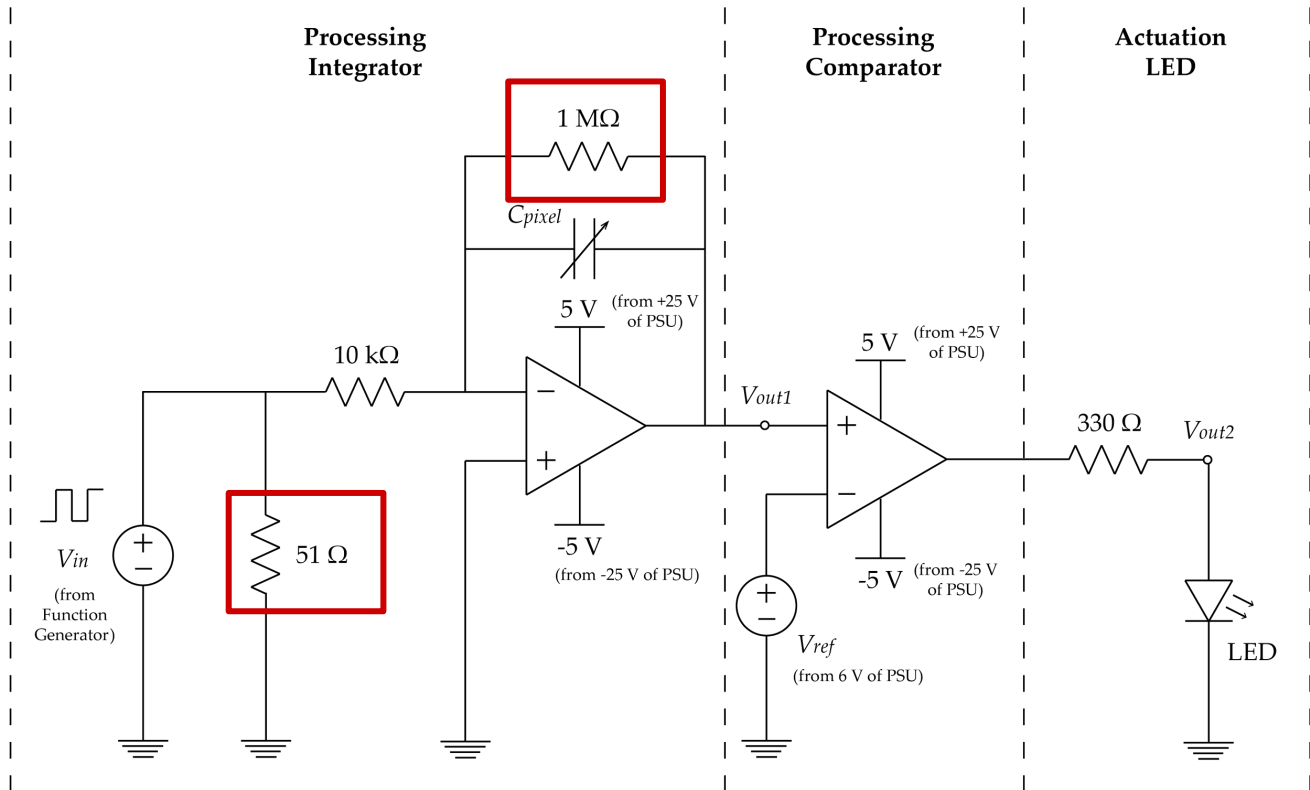 Processing
Integrator
Processing
Comparator
Actuation
LED
1 MΩ
Cpixel
5 V
(from +25 V
of PSU)
10 kΩ
−
+
-5 V
(from -25 V of PSU)
51 Ω
+
−
Vin
(from
Function
Generator)
Vout1
5 V
(from +25 V
of PSU)
+
−
-5 V
(from -25 V
of PSU)
+
−
Vref
(from 6 V of PSU)
330 Ω
Vout2
LED